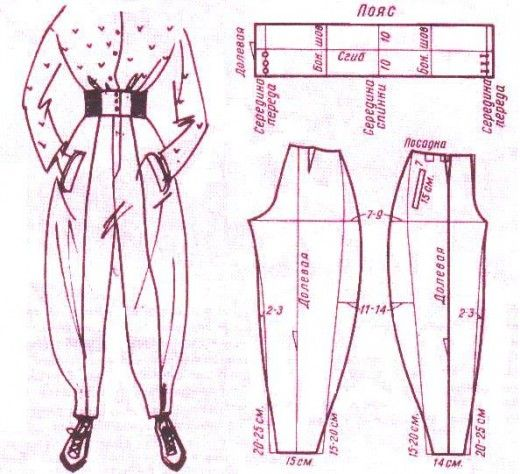 Пояс
Долевая
Бок. шов
10
Бок. шов
Сгиб
10
Середина
переда
Середина
спинки
Середина
переда
Посадка
7
15 см.
7-9
Долевая
Долевая
2-3
11-14
2-3
20-25 см.
15-20 см.
15-20 см.
20-25 см.
15 см.
14 см.